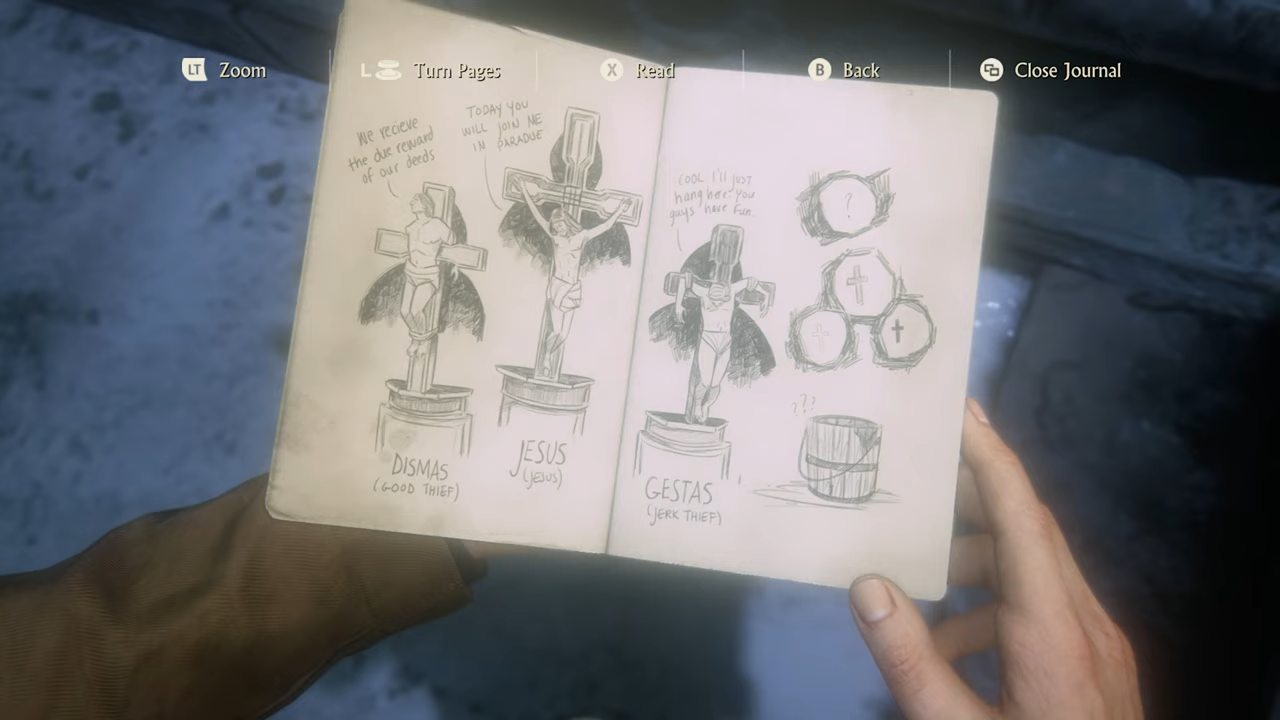 LT Zoom
L Turn Pages
X Read
B Back
Close Journal
We recieve
the due reward
of our deeds
TODAY YOU
WILL JOIN ME
IN PARADISE
COOL I'LL JUST
hang here. You
guys have fun.
?
DISMAS
(GOOD THIEF)
JESUS
(JESUS)
GESTAS
(JERK THIEF)
???